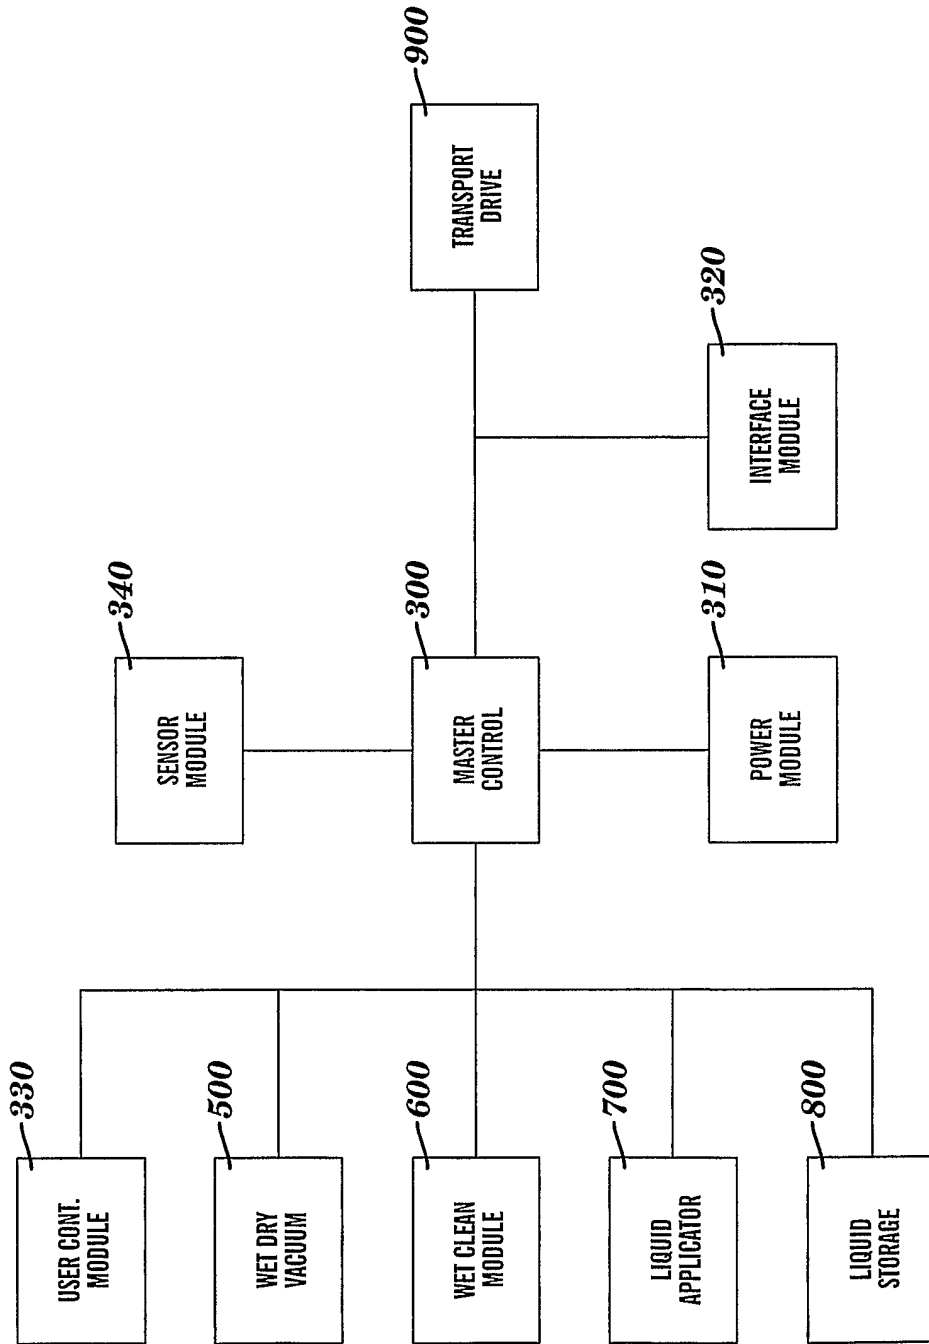 900
TRANSPORT
DRIVE
320
INTERFACE
MODULE
340
SENSOR
MODULE
300
MASTER
CONTROL
310
POWER
MODULE
330
USER CONT.
MODULE
500
WET DRY
VACUUM
600
WET CLEAN
MODULE
700
LIQUID
APPLICATOR
800
LIQUID
STORAGE